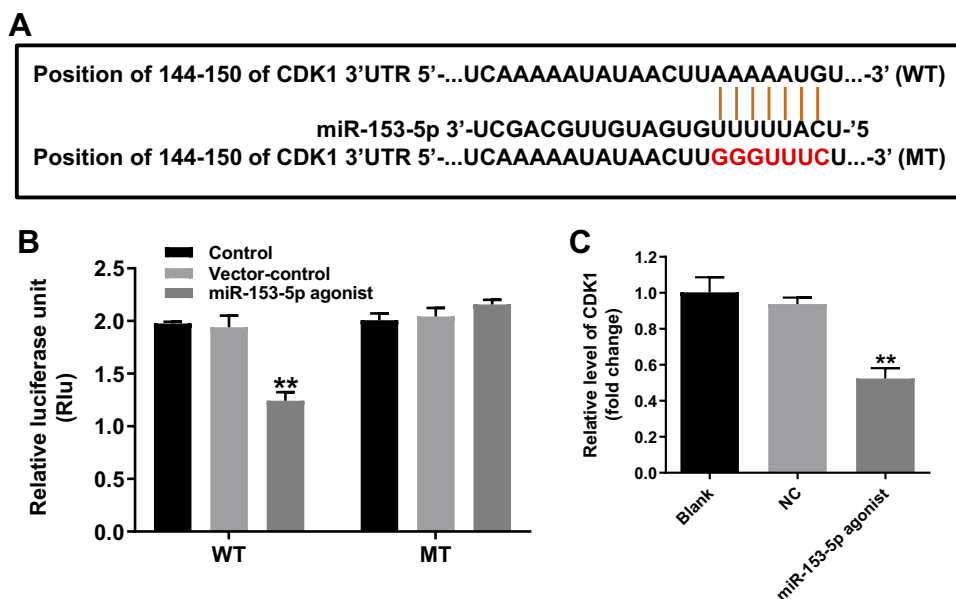 A
Position of 144-150 of CDK1 3’UTR 5’-...UCAAAAAUAUAACUUAAAAAUGU...-3’ (WT)
miR-153-5p 3’-UCGACGUUGUAGUGUUUUUACU-’5
Position of 144-150 of CDK1 3’UTR 5’-...UCAAAAAUAUAACUUGGGUUUCU...-3’ (MT)
B
Control
Vector-control
miR-153-5p agonist
Relative luciferase unit
(Rlu)
2.5
2.0
1.5
1.0
0.5
0.0
**
WT
MT
C
Relative level of CDK1
(fold change)
1.2
1.0
0.8
0.6
0.4
0.2
0.0
**
Blank
NC
miR-153-5p agonist